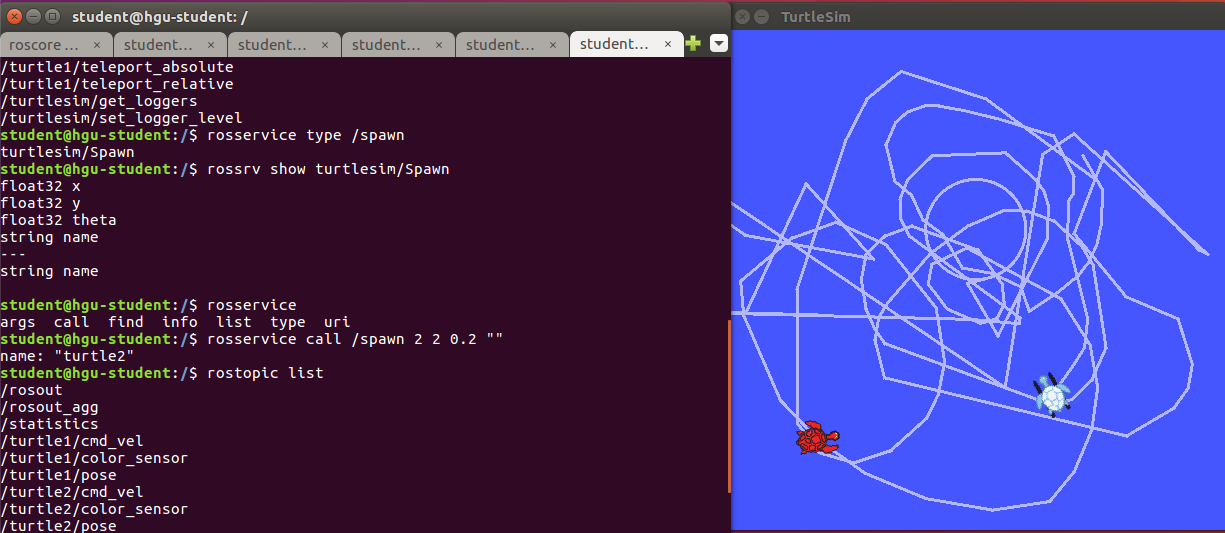 student@hgu-student: /
TurtleSim
roscore ... × student... × student... × student... × student... × student... ×
/turtle1/teleport_absolute
/turtle1/teleport_relative
/turtlesim/get_loggers
/turtlesim/set_logger_level
student@hgu-student:/$ rosservice type /spawn
turtlesim/Spawn
student@hgu-student:/$ rossrv show turtlesim/Spawn
float32 x
float32 y
float32 theta
string name
---
string name
student@hgu-student:/$ rosservice
args call find info list type uri
student@hgu-student:/$ rosservice call /spawn 2 2 0.2 ""
name: "turtle2"
student@hgu-student:/$ rostopic list
/rosout
/rosout_agg
/statistics
/turtle1/cmd_vel
/turtle1/color_sensor
/turtle1/pose
/turtle2/cmd_vel
/turtle2/color_sensor
/turtle2/pose